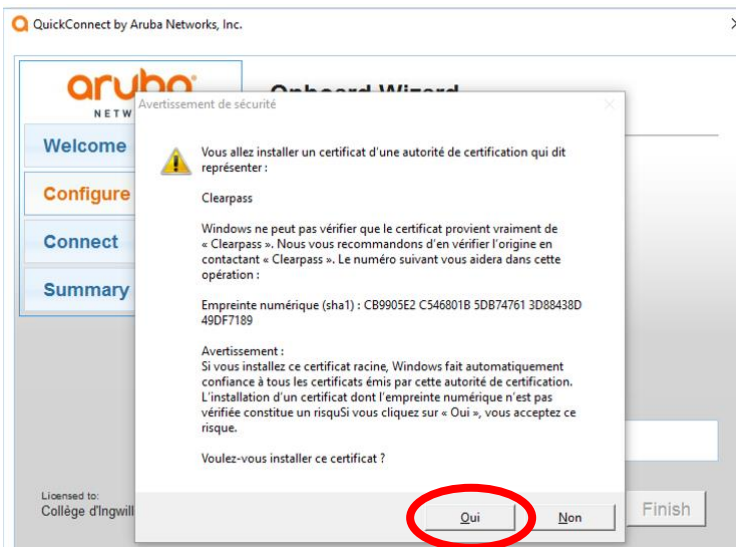 QuickConnect by Aruba Networks, Inc.
aruba
NETW
Onboard Wizard
Welcome
Configure
Connect
Summary
Avertissement de sécurité
Vous allez installer un certificat d'une autorité de certification qui dit
représenter :
Clearpass
Windows ne peut pas vérifier que le certificat provient vraiment de
« Clearpass ». Nous vous recommandons d'en vérifier l'origine en
contactant « Clearpass ». Le numéro suivant vous aidera dans cette
opération :
Empreinte numérique (sha1) : CB9905E2 C546801B 5DB74761 3D88438D
49DF7189
Avertissement :
Si vous installez ce certificat racine, Windows fait automatiquement
confiance à tous les certificats émis par cette autorité de certification.
L'installation d'un certificat dont l'empreinte numérique n'est pas
vérifiée constitue un risquSi vous cliquez sur « Oui », vous acceptez ce
risque.
Voulez-vous installer ce certificat ?
Oui
Non
Licensed to:
Collège d'Ingwill
Finish